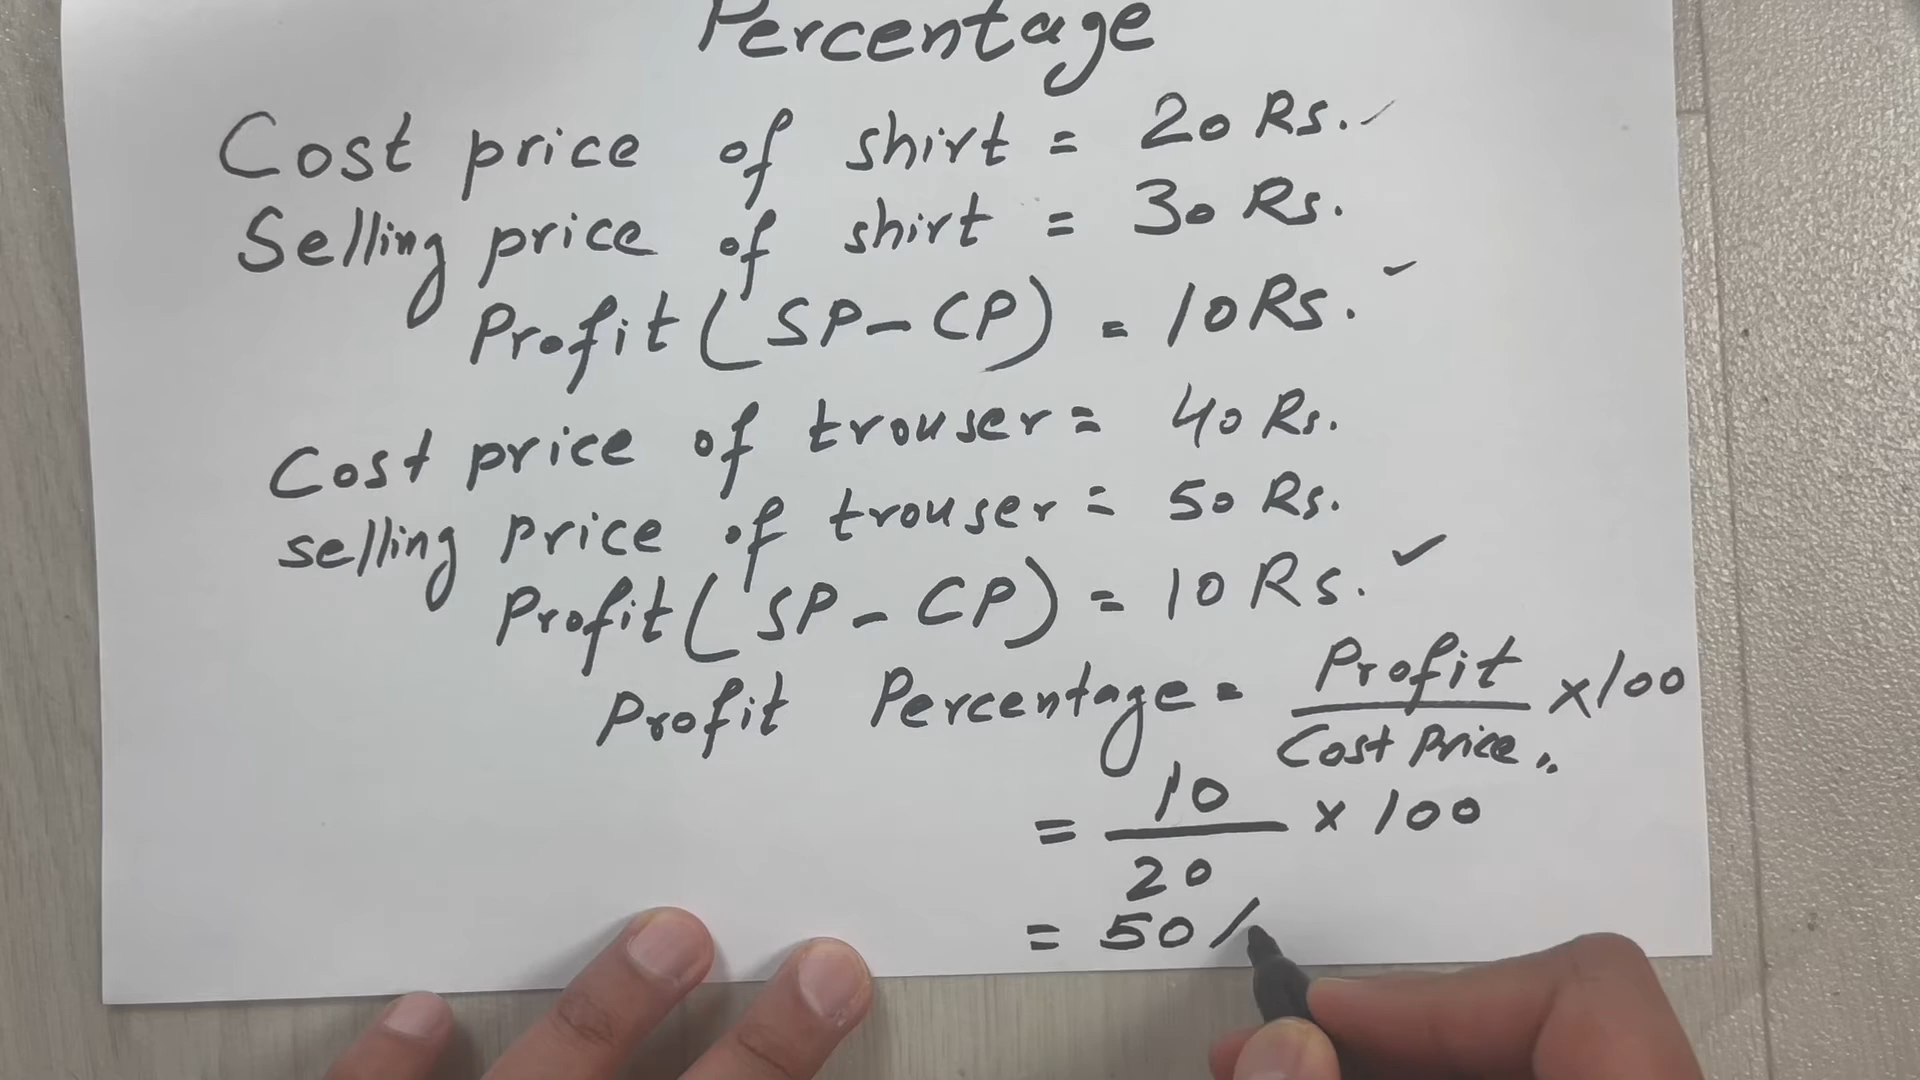 Percentage
Cost price of shirt = 20 Rs.
Selling price of shirt = 30 Rs.
Profit (SP - CP) = 10 Rs.
Cost price of trouser = 40 Rs.
selling price of trouser = 50 Rs.
Profit (SP - CP) = 10 Rs.
Profit Percentage = Profit / Cost Price × 100
= 10 / 20 × 100
= 50 /